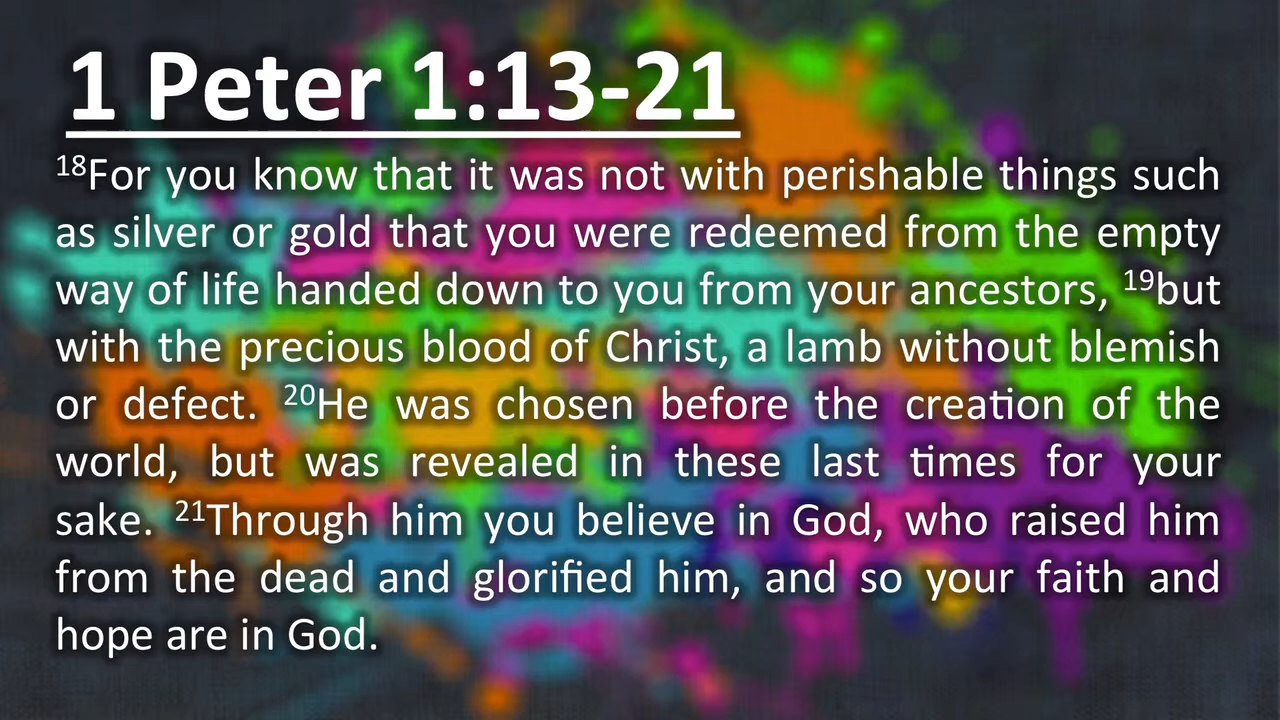 1 Peter 1:13-21
18For you know that it was not with perishable things such
as silver or gold that you were redeemed from the empty
way of life handed down to you from your ancestors, 19but
with the precious blood of Christ, a lamb without blemish
or defect. 20He was chosen before the creation of the
world, but was revealed in these last times for your
sake. 21Through him you believe in God, who raised him
from the dead and glorified him, and so your faith and
hope are in God.